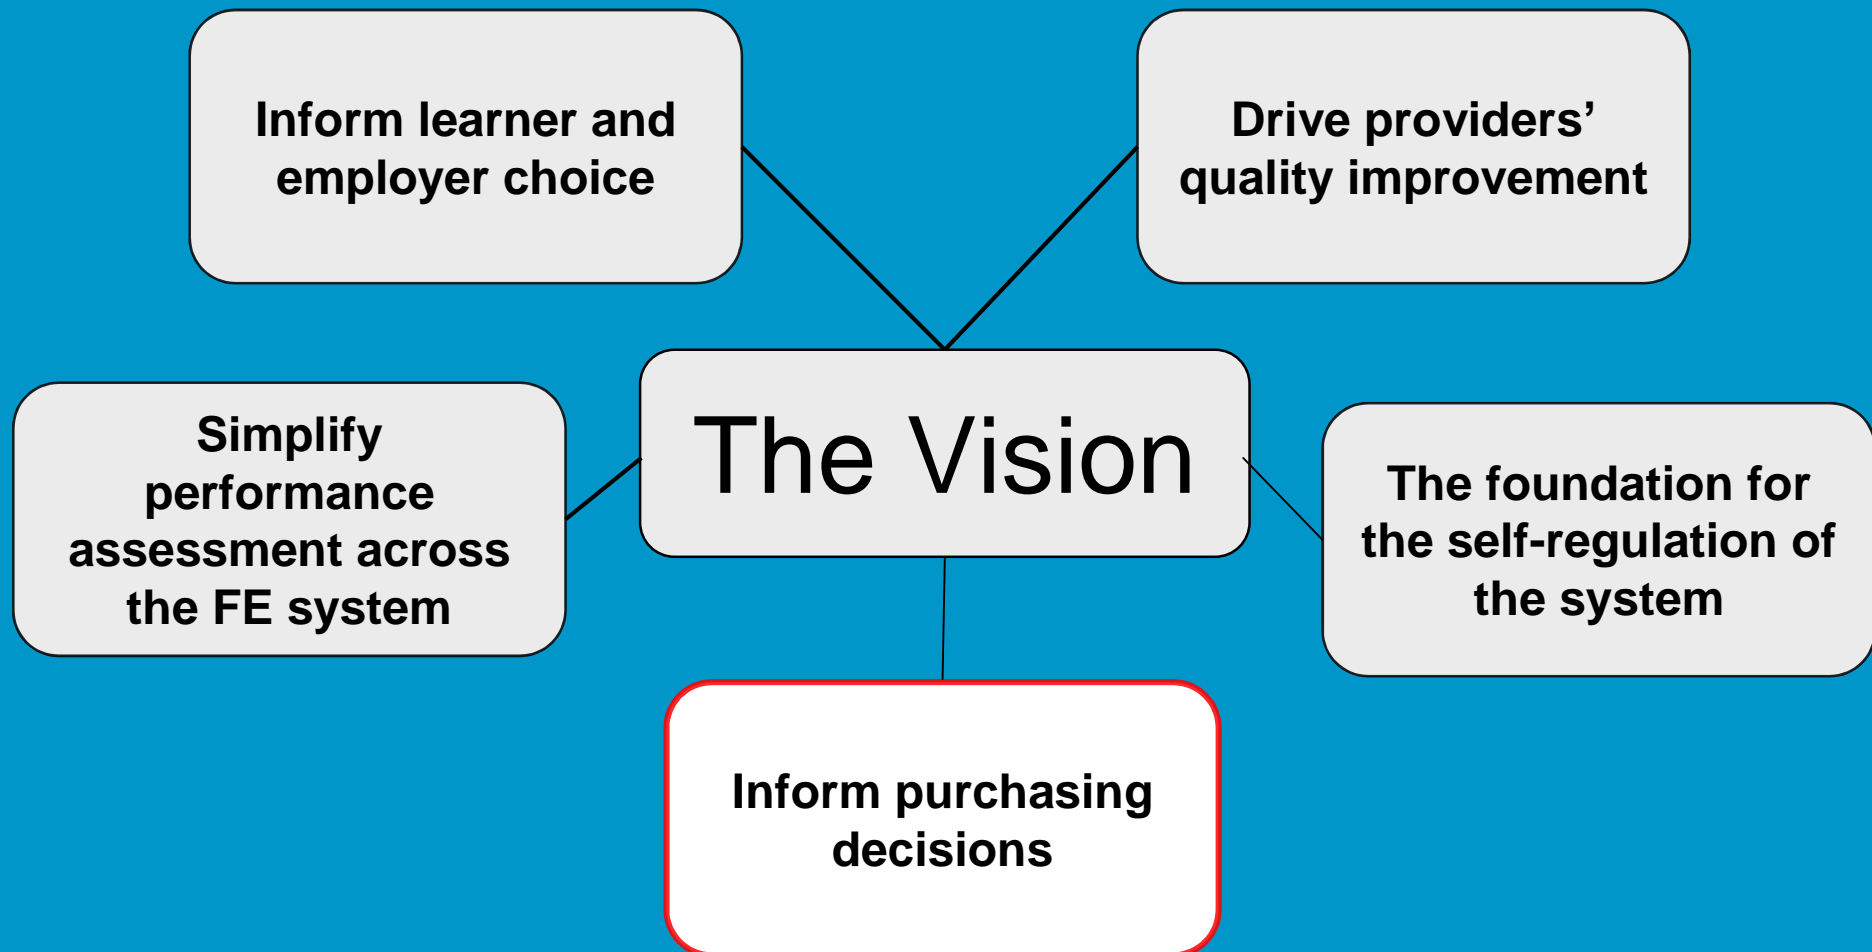 Inform learner and
employer choice
Drive providers’
quality improvement
The Vision
Simplify
performance
assessment across
the FE system
The foundation for
the self-regulation of
the system
Inform purchasing
decisions